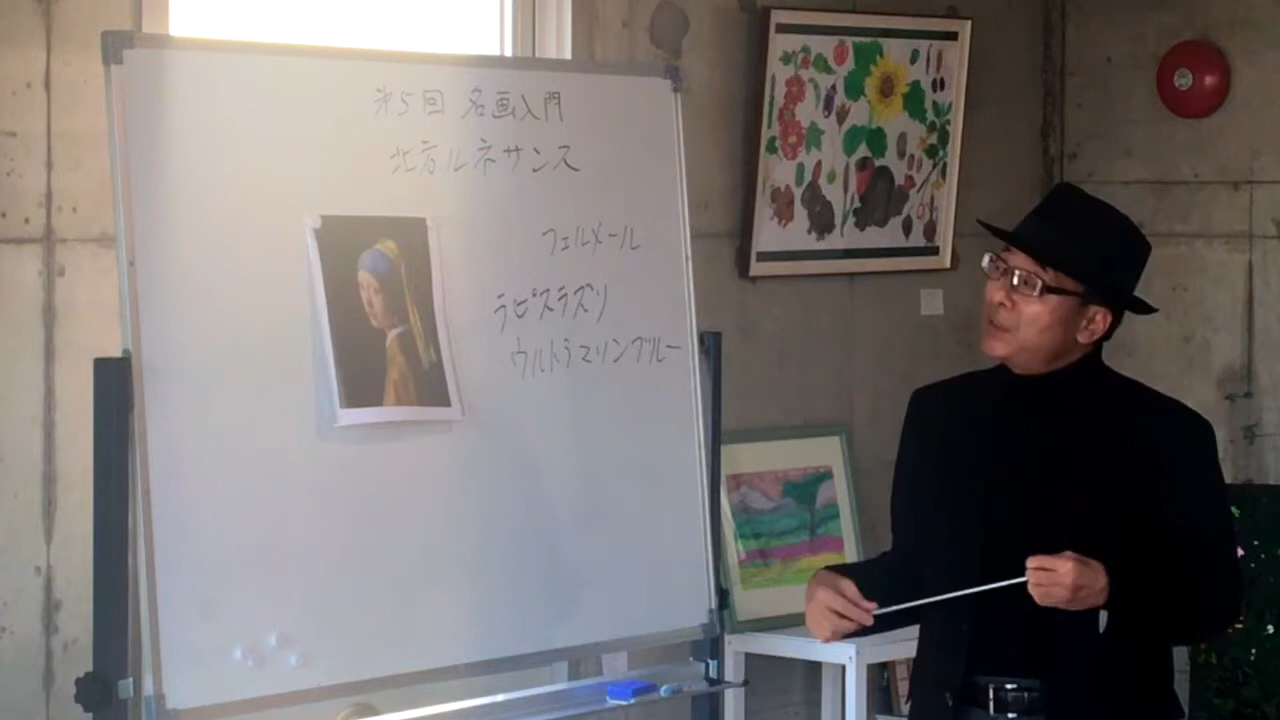 第5回 名画入門
北方ルネサンス
フェルメール
ラピスラズリ
ウルトラマリンブルー